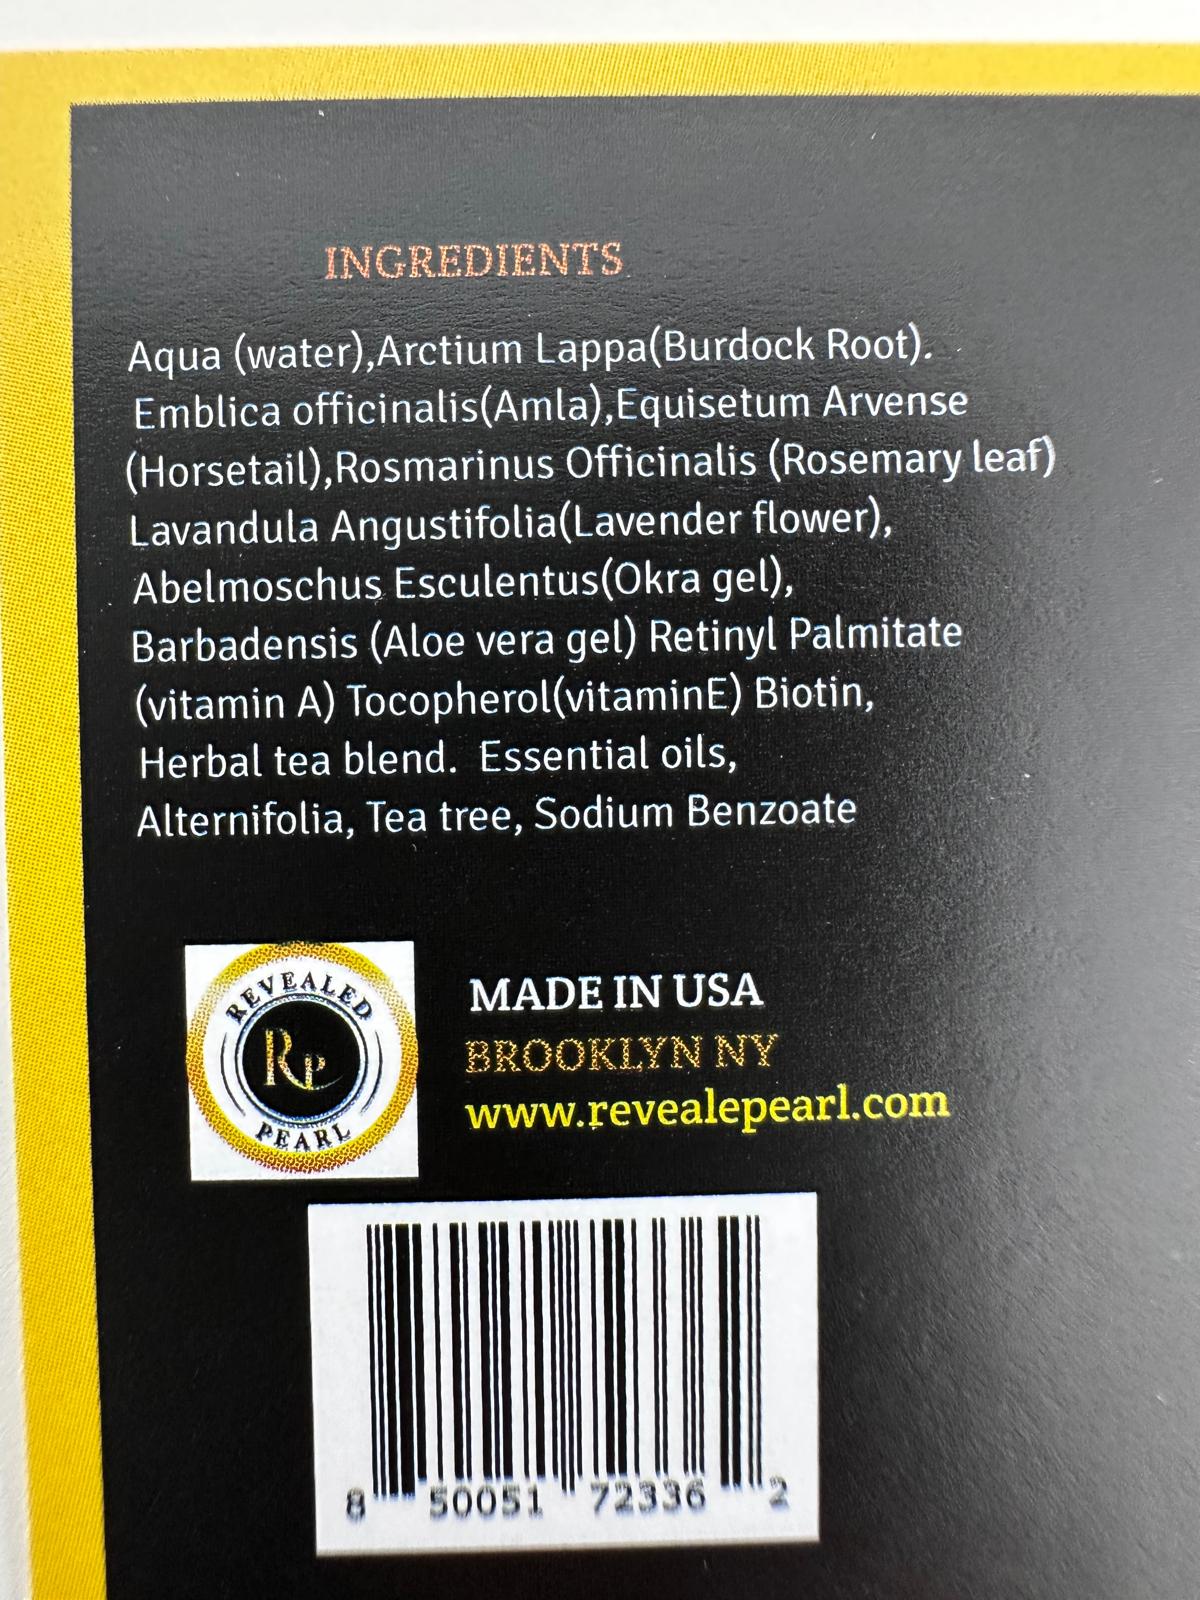 INGREDIENTS
Aqua (water),Arctium Lappa(Burdock Root).
Emblica officinalis(Amla),Equisetum Arvense
(Horsetail),Rosmarinus Officinalis (Rosemary leaf)
Lavandula Angustifolia(Lavender flower),
Abelmoschus Esculentus(Okra gel),
Barbadensis (Aloe vera gel) Retinyl Palmitate
(vitamin A) Tocopherol(vitaminE) Biotin,
Herbal tea blend. Essential oils,
Alternifolia, Tea tree, Sodium Benzoate
REVEALED
Rp
PEARL
MADE IN USA
BROOKLYN NY
www.revealepearl.com
8 50051 72336 2